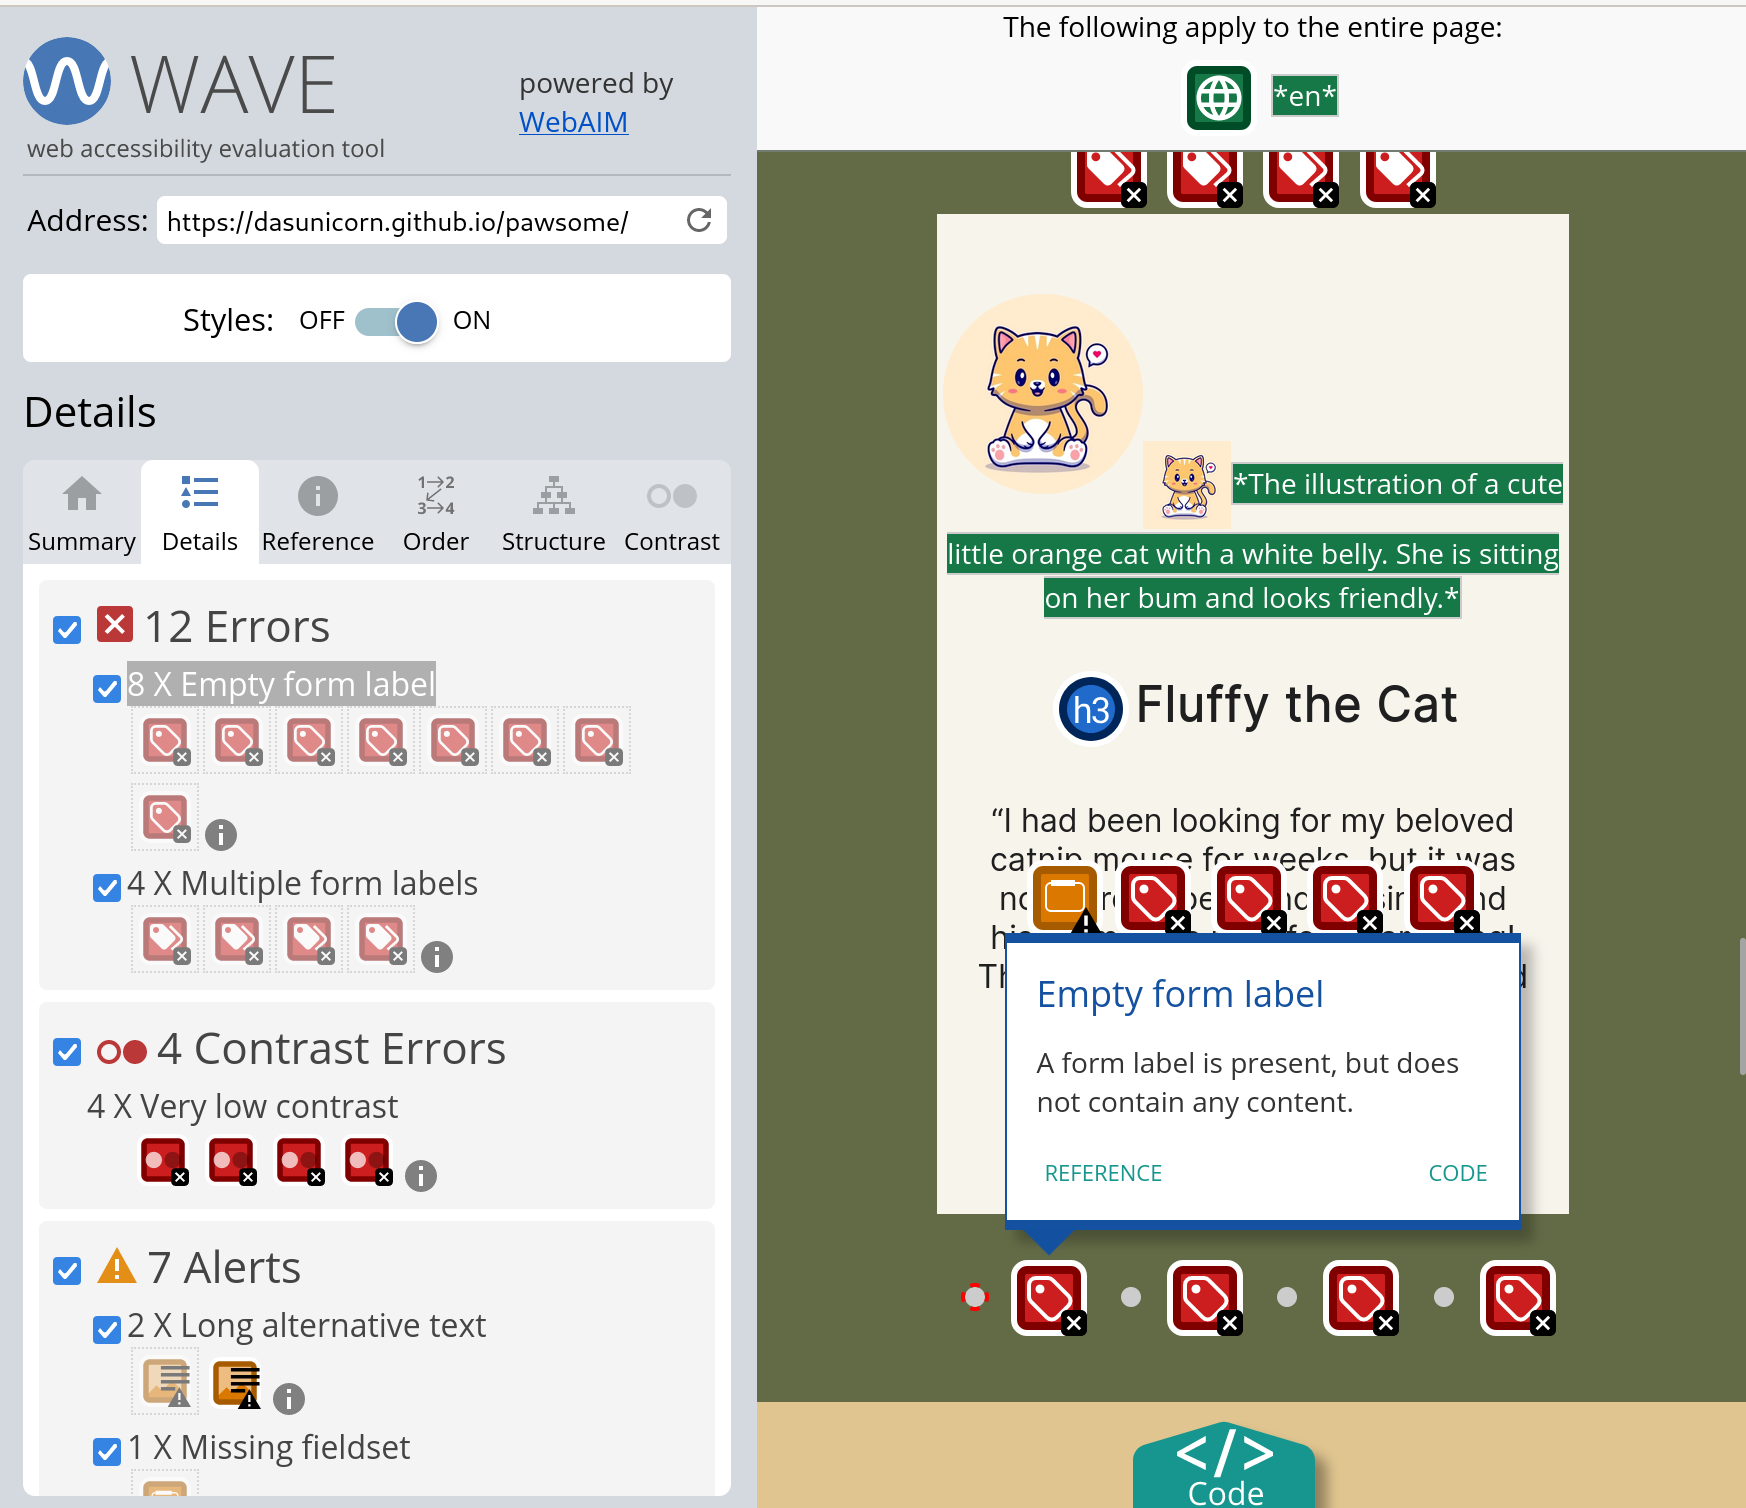 WAVE
web accessibility evaluation tool
powered by
WebAIM
Address: https://dasunicorn.github.io/pawsome/
Styles: OFF ON
Details
1→2
3→4
Summary Details Reference Order Structure Contrast
12 Errors
8 X Empty form label
4 X Multiple form labels
4 Contrast Errors
4 X Very low contrast
7 Alerts
2 X Long alternative text
1 X Missing fieldset
The following apply to the entire page:
*en*
*The illustration of a cute
little orange cat with a white belly. She is sitting
on her bum and looks friendly.*
h3 Fluffy the Cat
“I had been looking for my beloved
catnip mouse for weeks, but it was
Empty form label
A form label is present, but does
not contain any content.
REFERENCE CODE
</>
Code